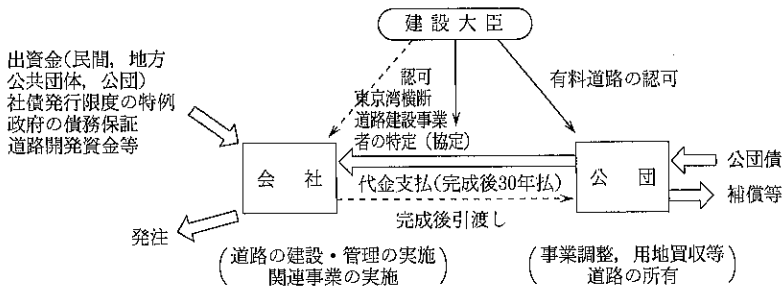 建設大臣
出資金(民間，地方
公共団体，公団)
社債発行限度の特例
政府の債務保証
道路開発資金等
認可
東京湾横断
道路建設事業
者の特定（協定）
有料道路の認可
会社
公団
公団債
補償等
代金支払(完成後30年払)
完成後引渡し
発注
(道路の建設・管理の実施
関連事業の実施)
(事業調整，用地買収等
道路の所有)